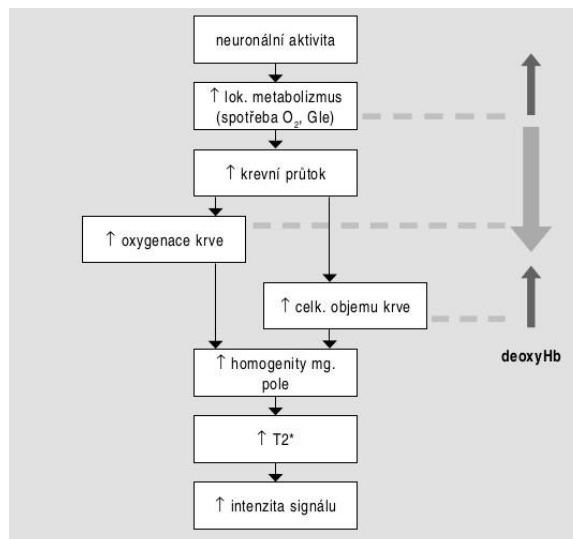 neuronální aktivita
↑ lok. metabolizmus
(spotřeba O₂, Gle)
↑ krevní průtok
↑ oxygenace krve
↑ celk. objemu krve
deoxyHb
↑ homogenity mg.
pole
↑ T2*
↑ intenzita signálu